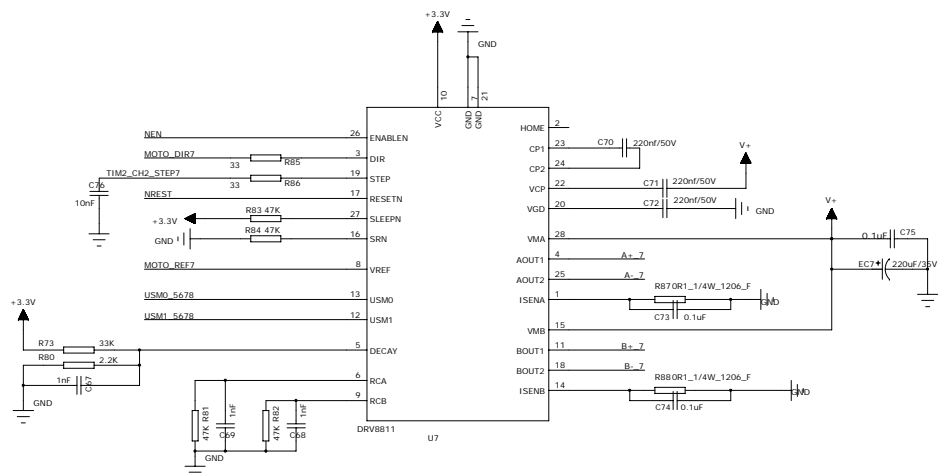 +3.3V
GND
VCC
10
GND
7
GND
21
NEN
26
ENABLEN
MOTO_DIR7
33
R85
3
DIR
TIM2_CH2_STEP7
33
R86
19
STEP
C76
10nF
NREST
17
RESETN
+3.3V
R83 47K
27
SLEEPN
GND
R84 47K
16
SRN
MOTO_REF7
8
VREF
USM0_5678
13
USM0
USM1_5678
12
USM1
+3.3V
R73
33K
5
DECAY
R80
2.2K
1nF
C67
GND
6
RCA
9
RCB
47K R81
1nF
C69
47K R82
1nF
C68
GND
DRV8811
U7
HOME
2
CP1
23
C70
220nf/50V
CP2
24
V+
VCP
22
C71
220nf/50V
VGD
20
C72
220nf/50V
GND
V+
VMA
28
0.1uF
C75
AOUT1
4
A+_7
EC7
+
220uF/35V
AOUT2
25
A-_7
ISENA
1
R870R1_1/4W_1206_F
GND
C73
0.1uF
VMB
15
BOUT1
11
B+_7
BOUT2
18
B-_7
ISENB
14
R880R1_1/4W_1206_F
GND
C74
0.1uF